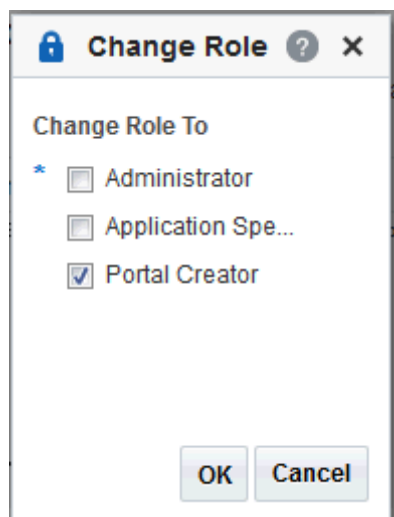 Change Role ? ×
Change Role To
* Administrator
Application Spe...
Portal Creator
OK Cancel